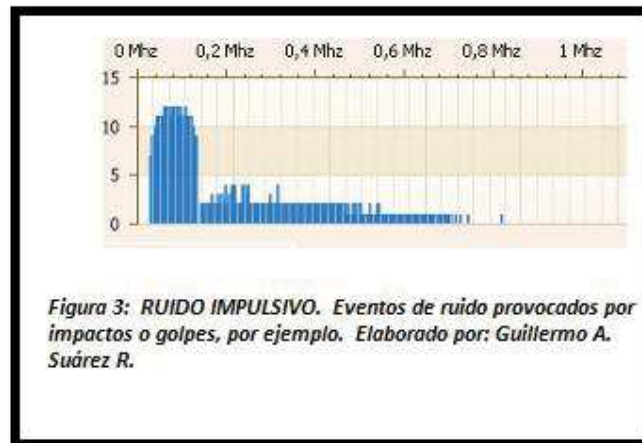 0 Mhz 0,2 Mhz 0,4 Mhz 0,6 Mhz 0,8 Mhz 1 Mhz
15
10
5
0
Figura 3: RUIDO IMPULSIVO. Eventos de ruido provocados por
impactos o golpes, por ejemplo. Elaborado por: Guillermo A.
Suárez R.